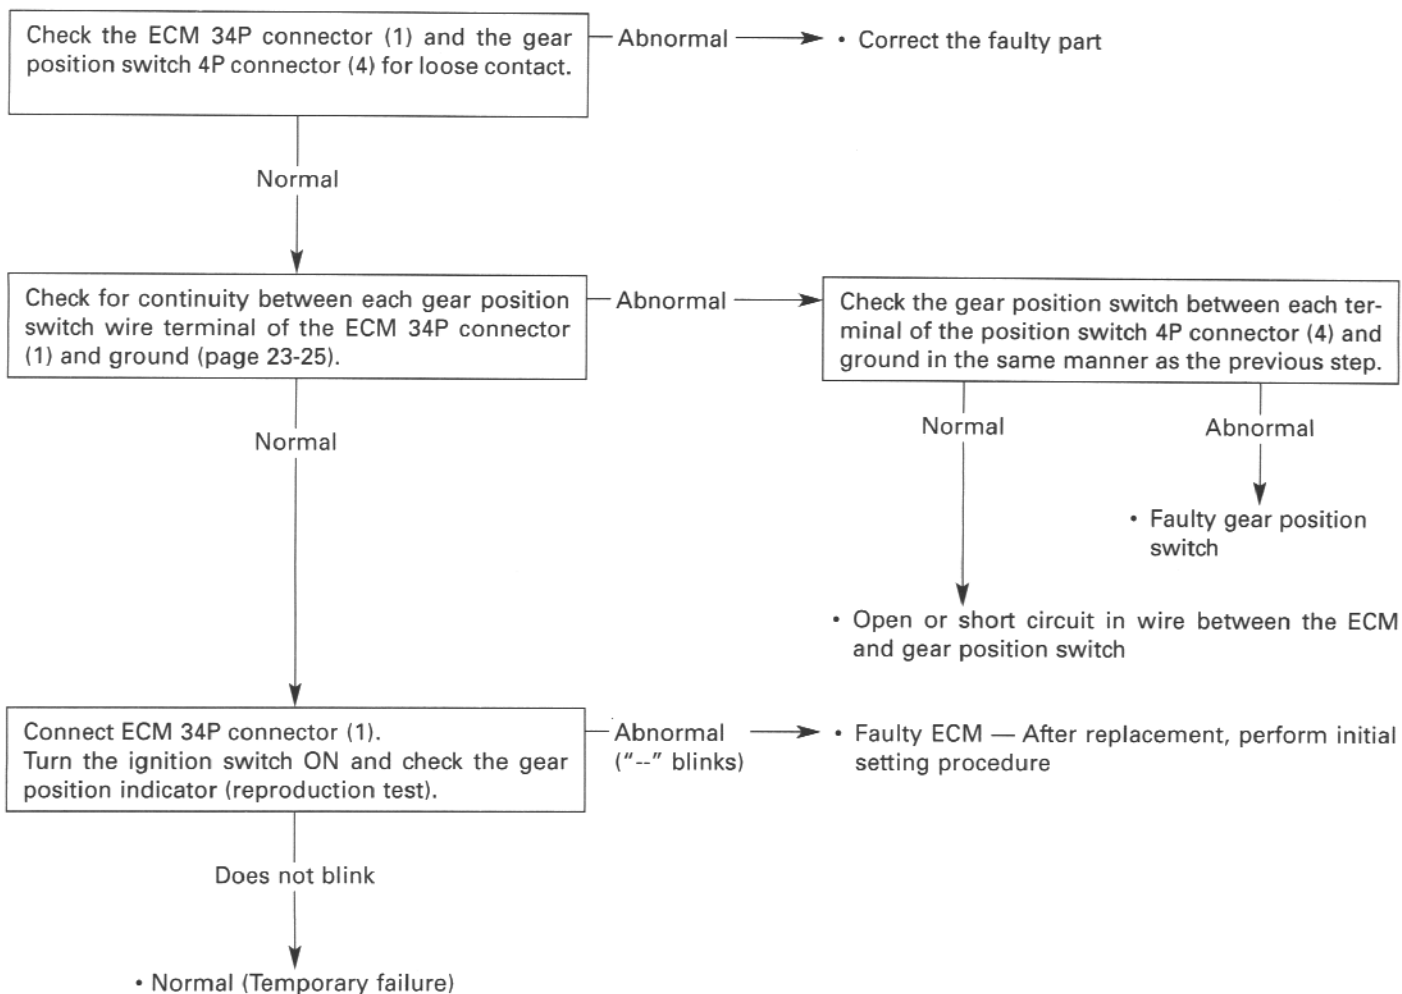 Check the ECM 34P connector (1) and the gear
position switch 4P connector (4) for loose contact.
Abnormal
• Correct the faulty part
Normal
Check for continuity between each gear position
switch wire terminal of the ECM 34P connector
(1) and ground (page 23-25).
Abnormal
Check the gear position switch between each ter-
minal of the position switch 4P connector (4) and
ground in the same manner as the previous step.
Normal
Normal
Abnormal
• Faulty gear position
switch
• Open or short circuit in wire between the ECM
and gear position switch
Connect ECM 34P connector (1).
Turn the ignition switch ON and check the gear
position indicator (reproduction test).
Abnormal
("--" blinks)
• Faulty ECM — After replacement, perform initial
setting procedure
Does not blink
• Normal (Temporary failure)